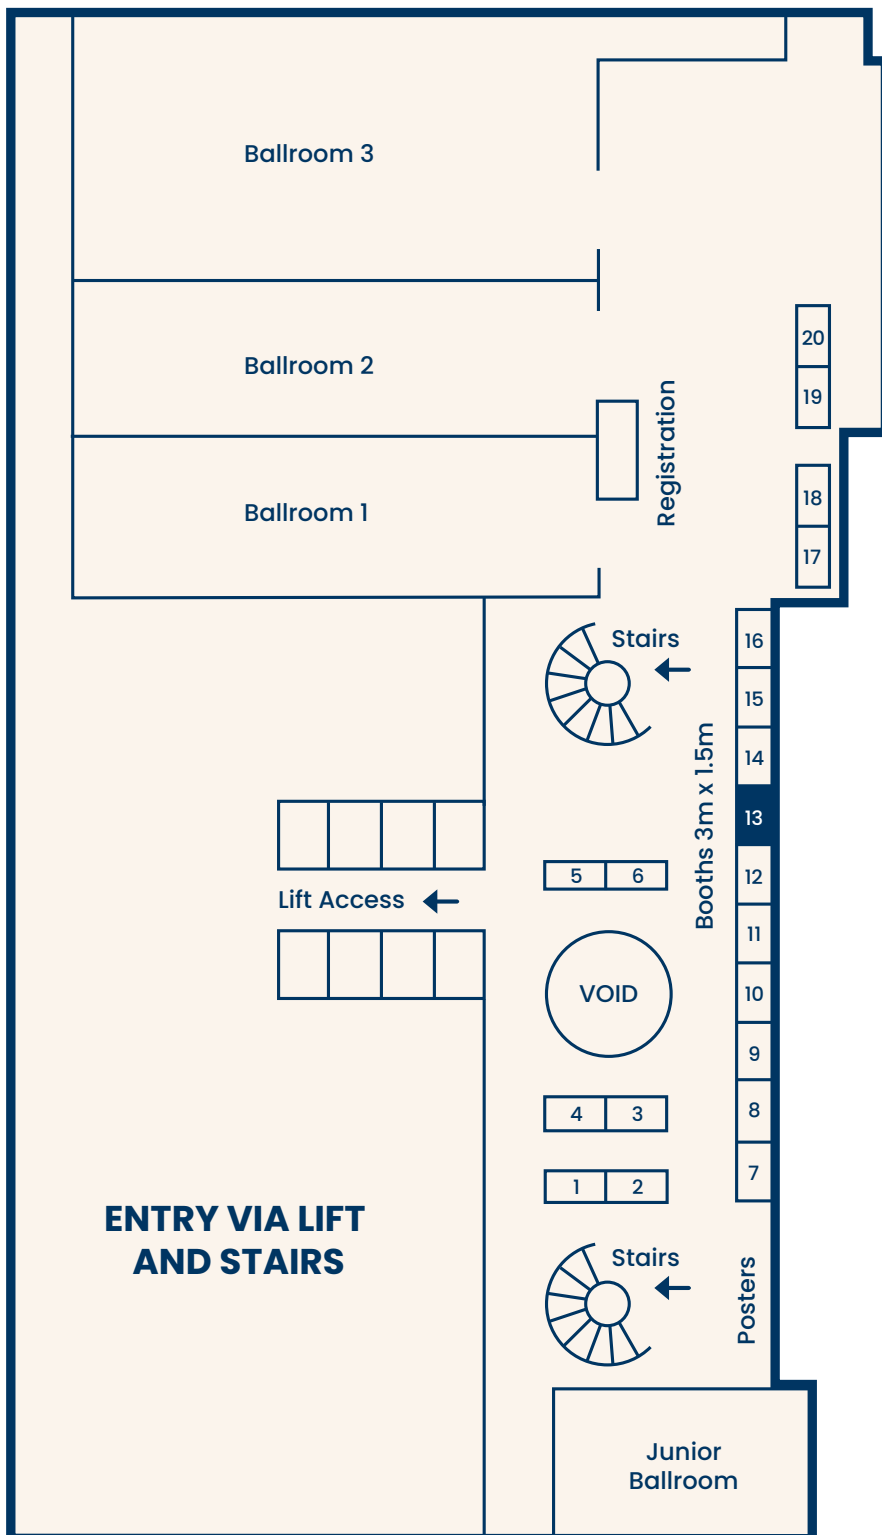 Ballroom 3
20
Ballroom 2
19
Registration
18
Ballroom 1
17
Stairs
16
15
Booths 3m x 1.5m
14
13
5
6
12
Lift Access
11
VOID
10
9
4
3
8
1
2
7
ENTRY VIA LIFT
AND STAIRS
Stairs
Posters
Junior
Ballroom